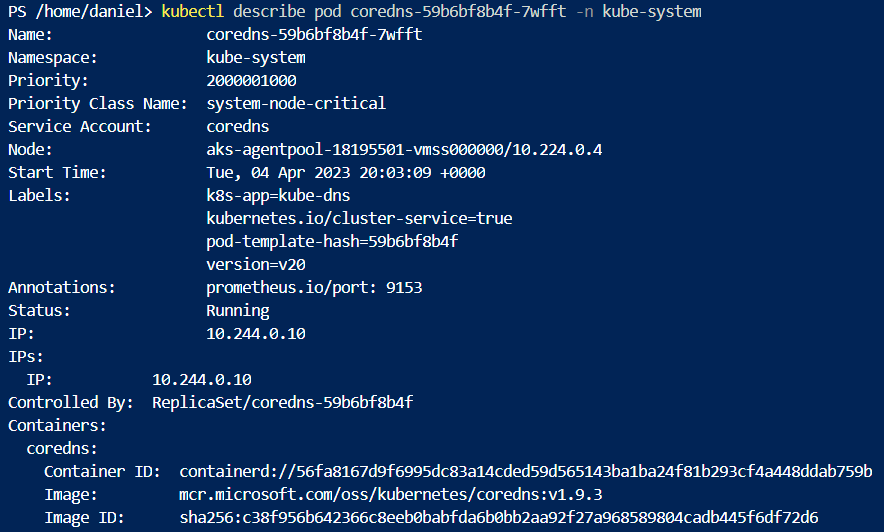 PS /home/daniel> kubectl describe pod coredns-59b6bf8b4f-7wfft -n kube-system
Name:                 coredns-59b6bf8b4f-7wfft
Namespace:            kube-system
Priority:             2000001000
Priority Class Name:  system-node-critical
Service Account:      coredns
Node:                 aks-agentpool-18195501-vmss000000/10.224.0.4
Start Time:           Tue, 04 Apr 2023 20:03:09 +0000
Labels:               k8s-app=kube-dns
                      kubernetes.io/cluster-service=true
                      pod-template-hash=59b6bf8b4f
                      version=v20
Annotations:          prometheus.io/port: 9153
Status:               Running
IP:                   10.244.0.10
IPs:
  IP:           10.244.0.10
Controlled By:  ReplicaSet/coredns-59b6bf8b4f
Containers:
  coredns:
    Container ID:  containerd://56fa8167d9f6995dc83a14cded59d565143ba1ba24f81b293cf4a448ddab759b
    Image:         mcr.microsoft.com/oss/kubernetes/coredns:v1.9.3
    Image ID:      sha256:c38f956b642366c8eeb0babfda6b0bb2aa92f27a968589804cadb445f6df72d6